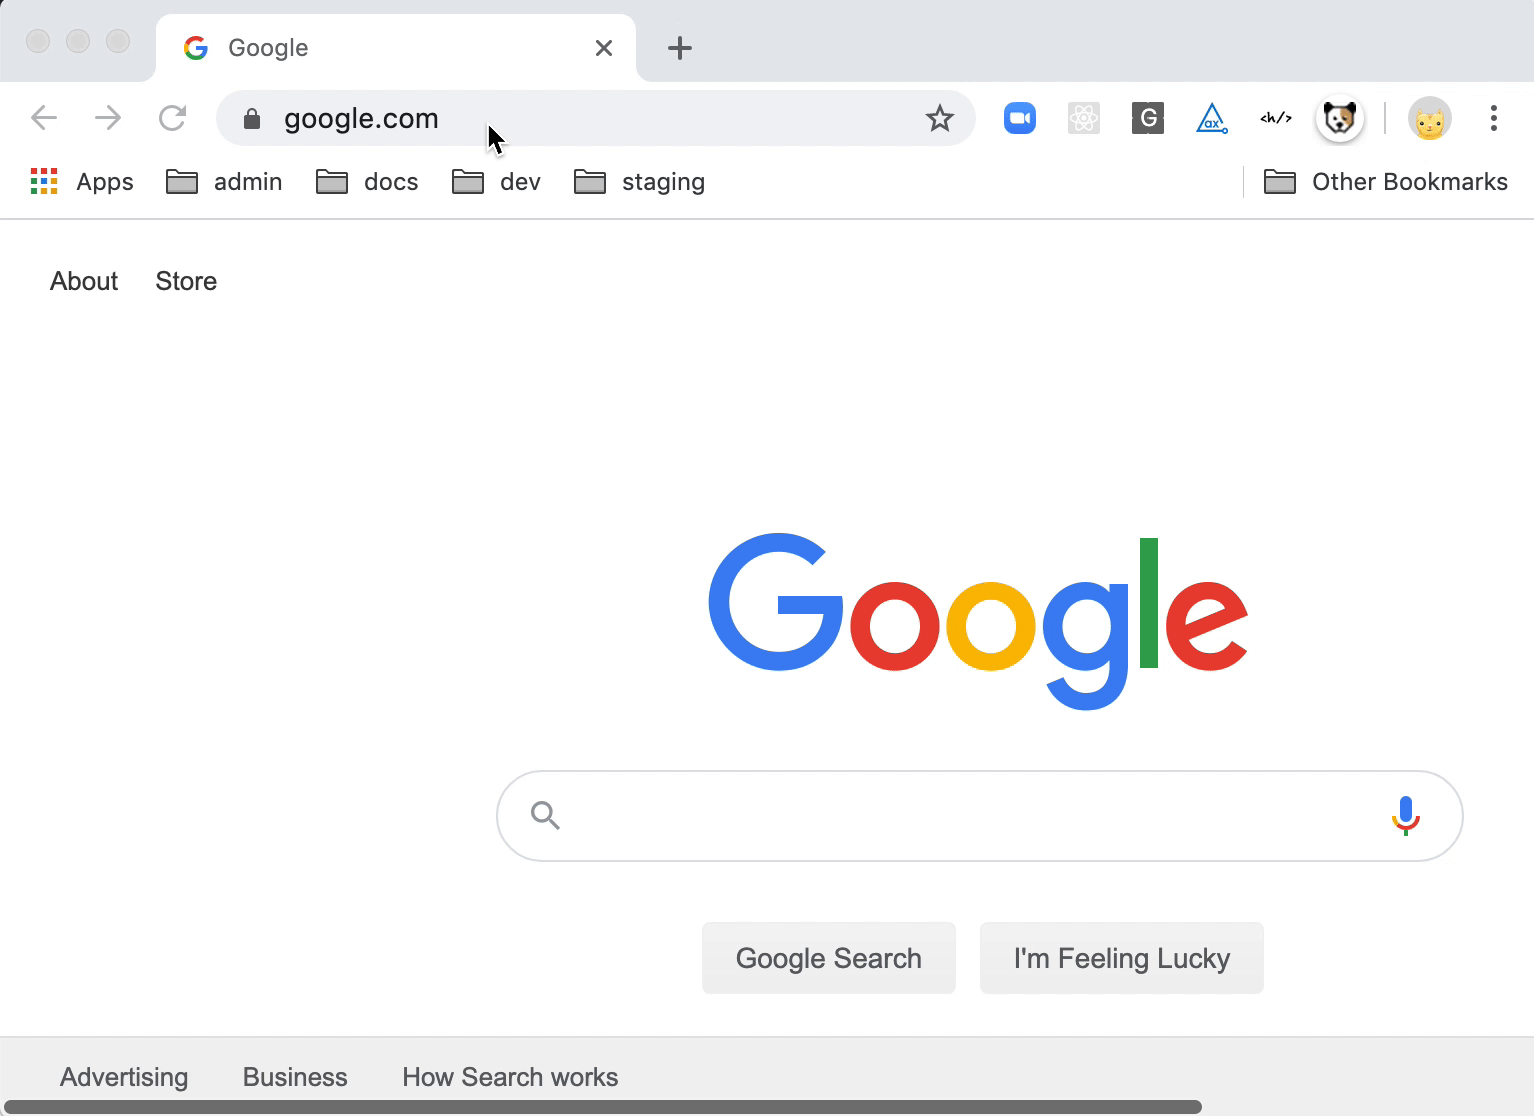 Google
google.com
G
ax
<h/>
Apps admin docs dev staging Other Bookmarks
About Store
Google
Google Search I'm Feeling Lucky
Advertising Business How Search works